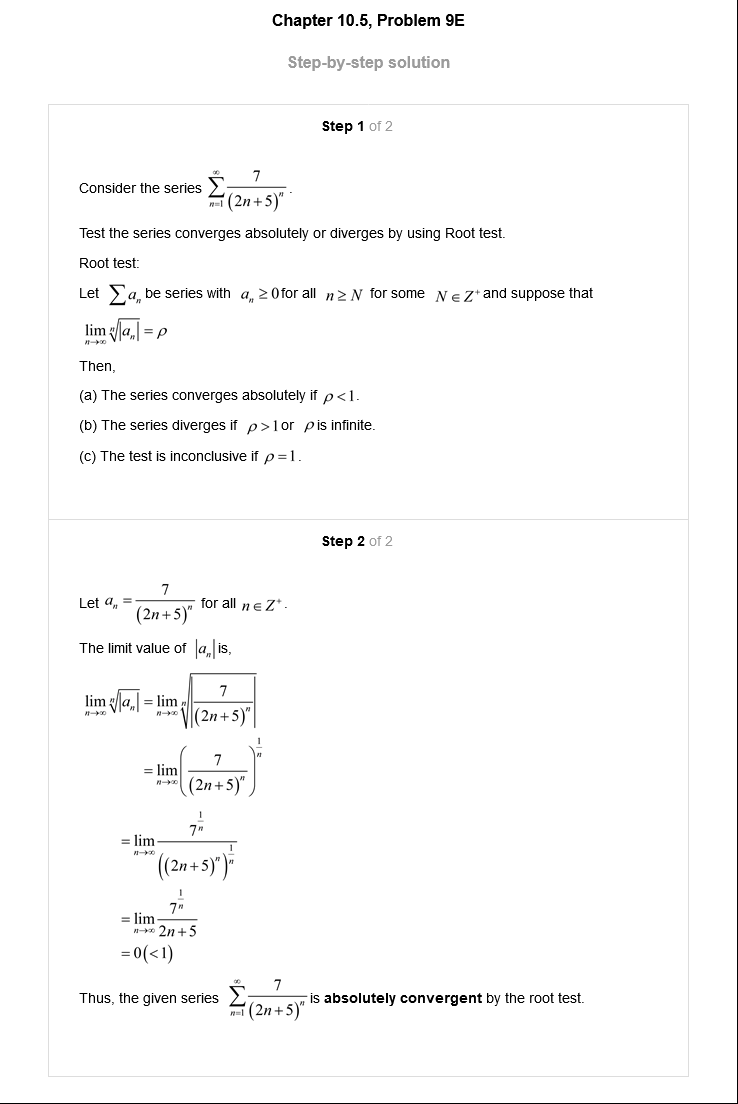 Chapter 10.5, Problem 9E
Step-by-step solution
Step 1 of 2
Consider the series $\sum_{n=1}^{\infty} \frac{7}{(2n+5)^n}$.
Test the series converges absolutely or diverges by using Root test.
Root test:
Let $\sum a_n$ be series with $a_n \geq 0$ for all $n \geq N$ for some $N \in Z^+$ and suppose that
$\lim_{n \to \infty} \sqrt[n]{|a_n|} = \rho$
Then,
(a) The series converges absolutely if $\rho < 1$.
(b) The series diverges if $\rho > 1$ or $\rho$ is infinite.
(c) The test is inconclusive if $\rho = 1$.
Step 2 of 2
Let $a_n = \frac{7}{(2n+5)^n}$ for all $n \in Z^+$.
The limit value of $|a_n|$ is,
$\lim_{n \to \infty} \sqrt[n]{|a_n|} = \lim_{n \to \infty} \sqrt[n]{\left|\frac{7}{(2n+5)^n}\right|}$
$= \lim_{n \to \infty} \left(\frac{7}{(2n+5)^n}\right)^{\frac{1}{n}}$
$= \lim_{n \to \infty} \frac{7^{\frac{1}{n}}}{\left((2n+5)^n\right)^{\frac{1}{n}}}$
$= \lim_{n \to \infty} \frac{7^{\frac{1}{n}}}{2n+5}$
$= 0(<1)$
Thus, the given series $\sum_{n=1}^{\infty} \frac{7}{(2n+5)^n}$ is absolutely convergent by the root test.